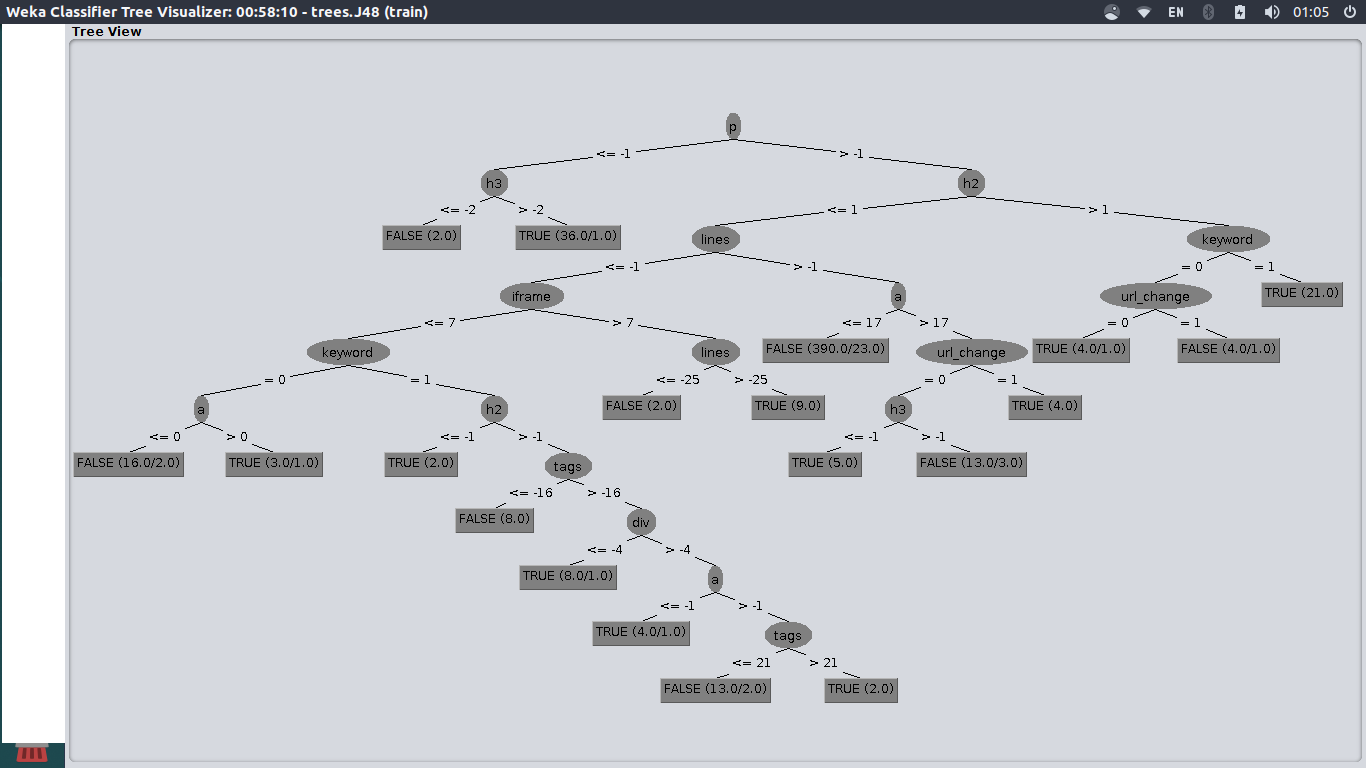 Weka Classifier Tree Visualizer: 00:58:10 - trees.J48 (train) EN 01:05
Tree View
p
<= -1 > -1
h3 h2
<= -2 > -2 <= 1 > 1
FALSE (2.0) TRUE (36.0/1.0) lines keyword
<= -1 > -1 = 0 = 1
iframe a url_change TRUE (21.0)
<= 7 > 7 <= 17 > 17 = 0 = 1
keyword lines FALSE (390.0/23.0) url_change TRUE (4.0/1.0) FALSE (4.0/1.0)
= 0 = 1 <= -25 > -25 = 0 = 1
a h2 FALSE (2.0) TRUE (9.0) h3 TRUE (4.0)
<= 0 > 0 <= -1 > -1 <= -1 > -1
FALSE (16.0/2.0) TRUE (3.0/1.0) TRUE (2.0) tags TRUE (5.0) FALSE (13.0/3.0)
<= -16 > -16
FALSE (8.0) div
<= -4 > -4
TRUE (8.0/1.0) a
<= -1 > -1
TRUE (4.0/1.0) tags
<= 21 > 21
FALSE (13.0/2.0) TRUE (2.0)